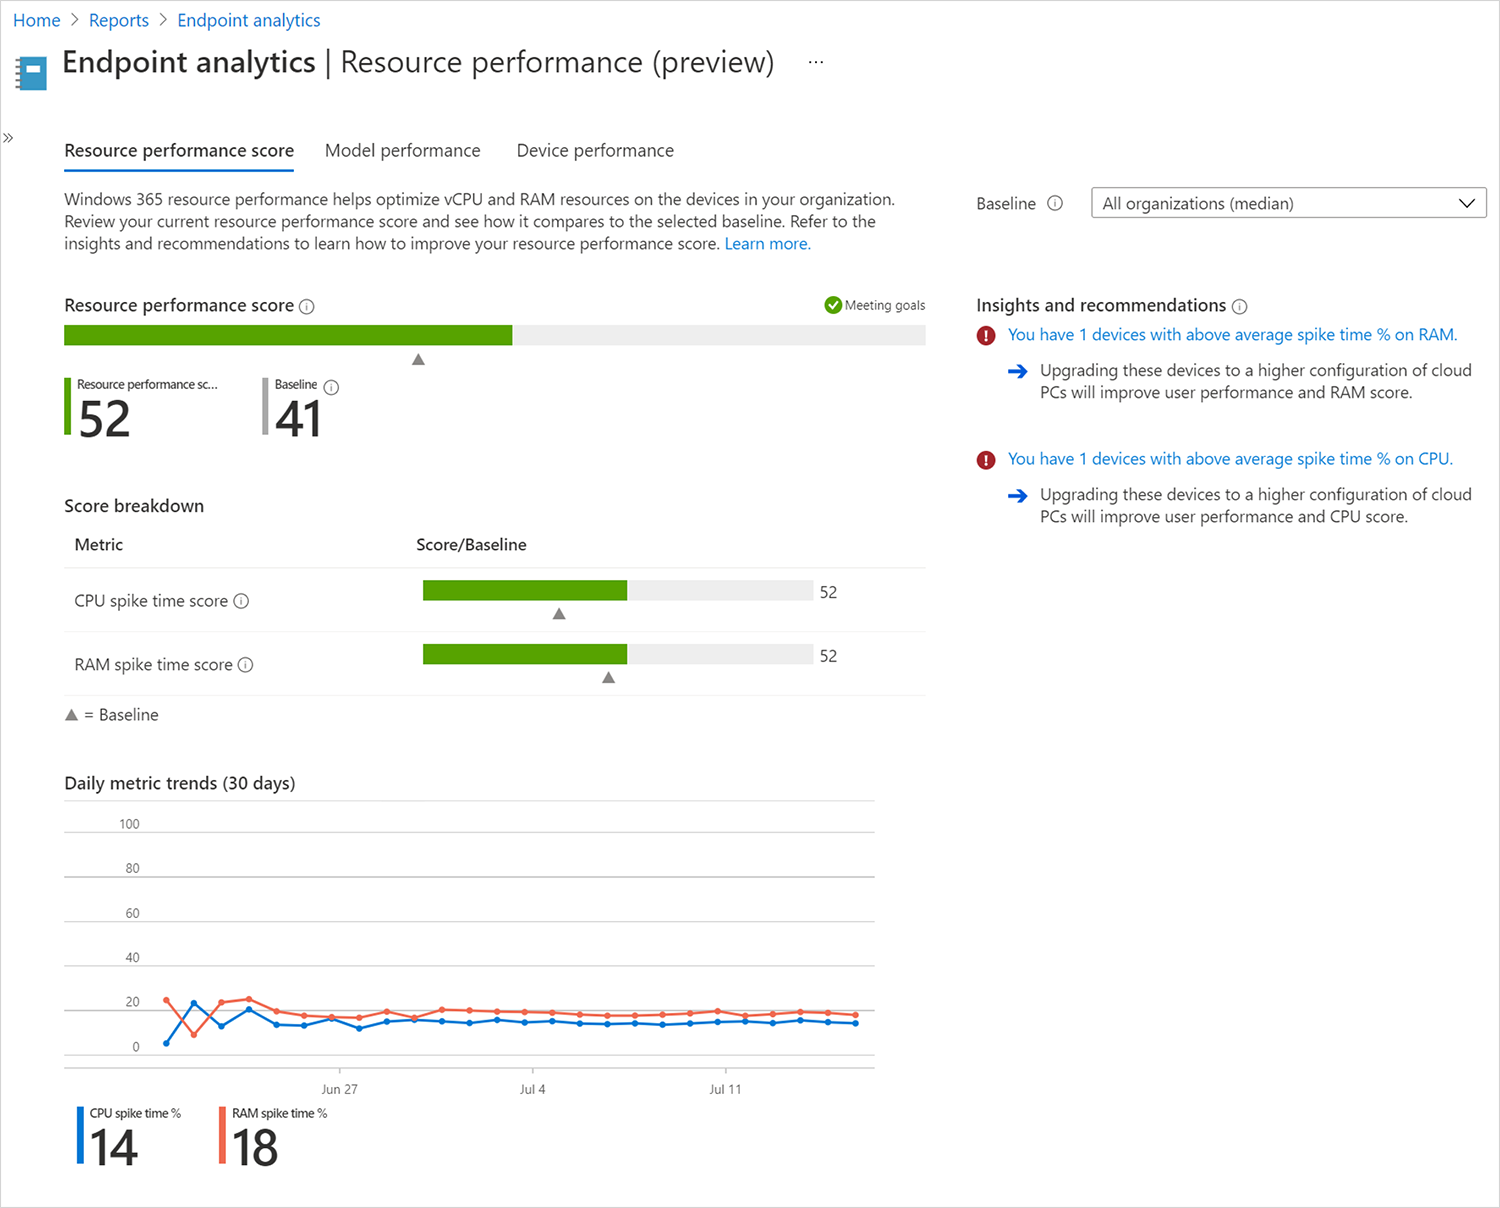 Home > Reports > Endpoint analytics
Endpoint analytics | Resource performance (preview) ...
»
Resource performance score Model performance Device performance
Windows 365 resource performance helps optimize vCPU and RAM resources on the devices in your organization.
Review your current resource performance score and see how it compares to the selected baseline. Refer to the
insights and recommendations to learn how to improve your resource performance score. Learn more.
Baseline All organizations (median)
Resource performance score
Meeting goals
Resource performance sc...
52
Baseline
41
Insights and recommendations
You have 1 devices with above average spike time % on RAM.
Upgrading these devices to a higher configuration of cloud
PCs will improve user performance and RAM score.
You have 1 devices with above average spike time % on CPU.
Upgrading these devices to a higher configuration of cloud
PCs will improve user performance and CPU score.
Score breakdown
Metric Score/Baseline
CPU spike time score 52
RAM spike time score 52
▲ = Baseline
Daily metric trends (30 days)
100
80
60
40
20
0
Jun 27 Jul 4 Jul 11
CPU spike time %
14
RAM spike time %
18